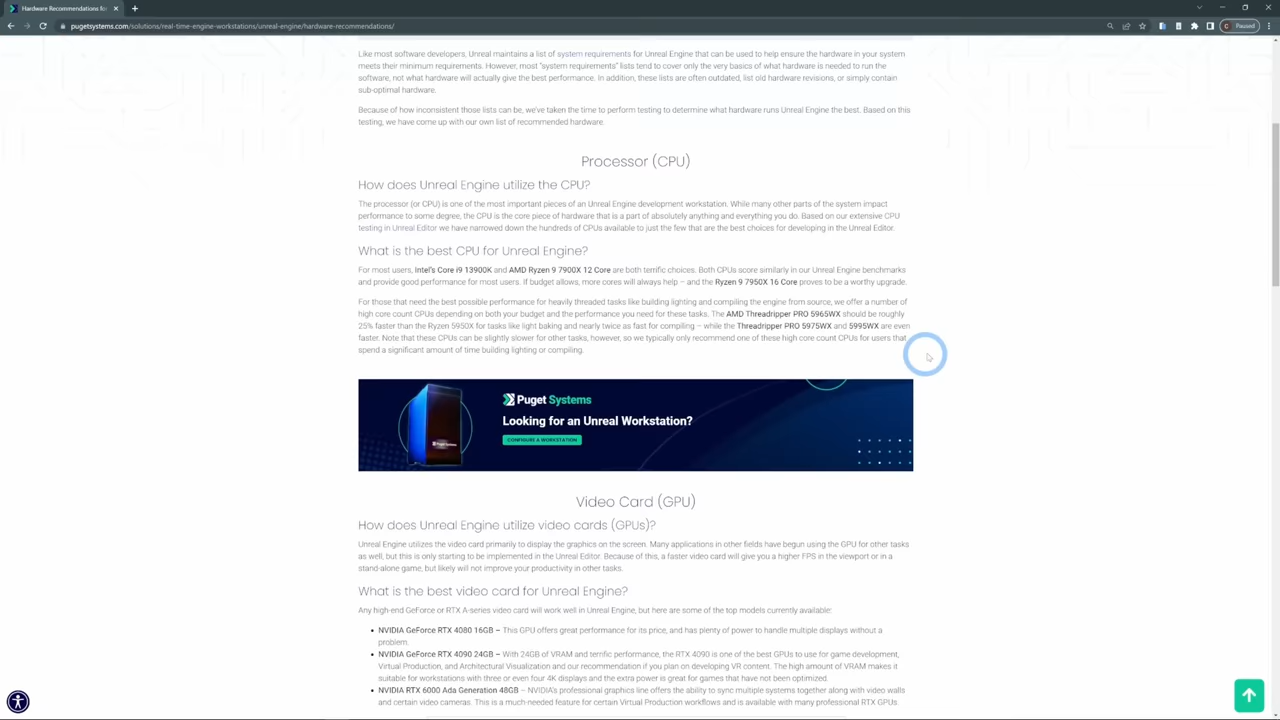 Hardware Recommendations for
pugetsystems.com/solutions/real-time-engine-workstations/unreal-engine/hardware-recommendations/
Paused
Like most software developers, Unreal maintains a list of system requirements for Unreal Engine that can be used to help ensure the hardware in your system
meets their minimum requirements. However, most "system requirements" lists tend to cover only the very basics of what hardware is needed to run the
software, not what hardware will actually give the best performance. In addition, these lists are often outdated, list old hardware revisions, or simply contain
sub-optimal hardware.
Because of how inconsistent those lists can be, we've taken the time to perform testing to determine what hardware runs Unreal Engine the best. Based on this
testing, we have come up with our own list of recommended hardware.
Processor (CPU)
How does Unreal Engine utilize the CPU?
The processor (or CPU) is one of the most important pieces of an Unreal Engine development workstation. While many other parts of the system impact
performance to some degree, the CPU is the core piece of hardware that is a part of absolutely anything and everything you do. Based on our extensive CPU
testing in Unreal Editor we have narrowed down the hundreds of CPUs available to just the few that are the best choices for developing in the Unreal Editor.
What is the best CPU for Unreal Engine?
For most users, Intel's Core i9 13900K and AMD Ryzen 9 7900X 12 Core are both terrific choices. Both CPUs score similarly in our Unreal Engine benchmarks
and provide good performance for most users. If budget allows, more cores will always help – and the Ryzen 9 7950X 16 Core proves to be a worthy upgrade.
For those that need the best possible performance for heavily threaded tasks like building lighting and compiling the engine from source, we offer a number of
high core count CPUs depending on both your budget and the performance you need for these tasks. The AMD Threadripper PRO 5965WX should be roughly
25% faster than the Ryzen 5950X for tasks like light baking and nearly twice as fast for compiling – while the Threadripper PRO 5975WX and 5995WX are even
faster. Note that these CPUs can be slightly slower for other tasks, however, so we typically only recommend one of these high core count CPUs for users that
spend a significant amount of time building lighting or compiling.
Puget Systems
Looking for an Unreal Workstation?
CONFIGURE A WORKSTATION
Puget Systems
Video Card (GPU)
How does Unreal Engine utilize video cards (GPUs)?
Unreal Engine utilizes the video card primarily to display the graphics on the screen. Many applications in other fields have begun using the GPU for other tasks
as well, but this is only starting to be implemented in the Unreal Editor. Because of this, a faster video card will give you a higher FPS in the viewport or in a
stand-alone game, but likely will not improve your productivity in other tasks.
What is the best video card for Unreal Engine?
Any high-end GeForce or RTX A-series video card will work well in Unreal Engine, but here are some of the top models currently available:
• NVIDIA GeForce RTX 4080 16GB – This GPU offers great performance for its price, and has plenty of power to handle multiple displays without a
problem.
• NVIDIA GeForce RTX 4090 24GB – With 24GB of VRAM and terrific performance, the RTX 4090 is one of the best GPUs to use for game development,
Virtual Production, and Architectural Visualization and our recommendation if you plan on developing VR content. The high amount of VRAM makes it
suitable for workstations with three or even four 4K displays and the extra power is great for games that have not been optimized.
• NVIDIA RTX 6000 Ada Generation 48GB – NVIDIA's professional graphics line offers the ability to sync multiple systems together along with video walls
and certain video cameras. This is a much-needed feature for certain Virtual Production workflows and is available with many professional RTX GPUs.